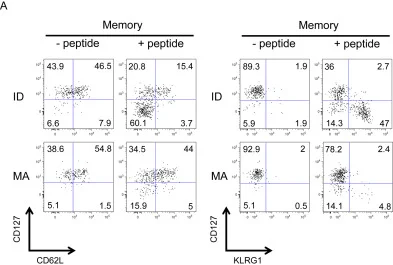 A
Memory
- peptide + peptide
Memory
- peptide + peptide
ID
43.9 46.5
6.6 7.9
20.8 15.4
60.1 3.7
ID
89.3 1.9
5.9 1.9
36 2.7
14.3 47
MA
38.6 54.8
5.1 1.5
34.5 44
15.9 5
MA
92.9 2
5.1 0.5
78.2 2.4
14.1 4.8
CD127
CD62L
CD127
KLRG1